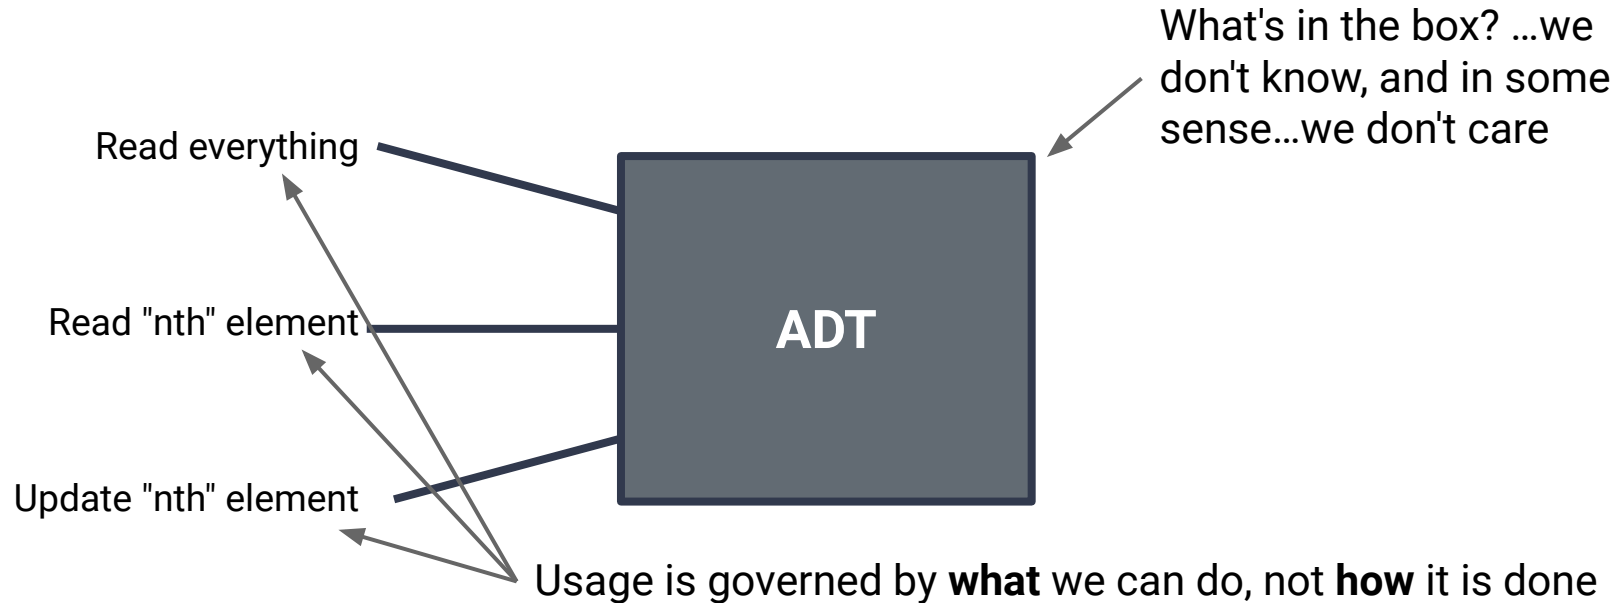 What's in the box? …we
don't know, and in some
sense…we don't care
Read everything
Read "nth" element
ADT
Update "nth" element
Usage is governed by what we can do, not how it is done